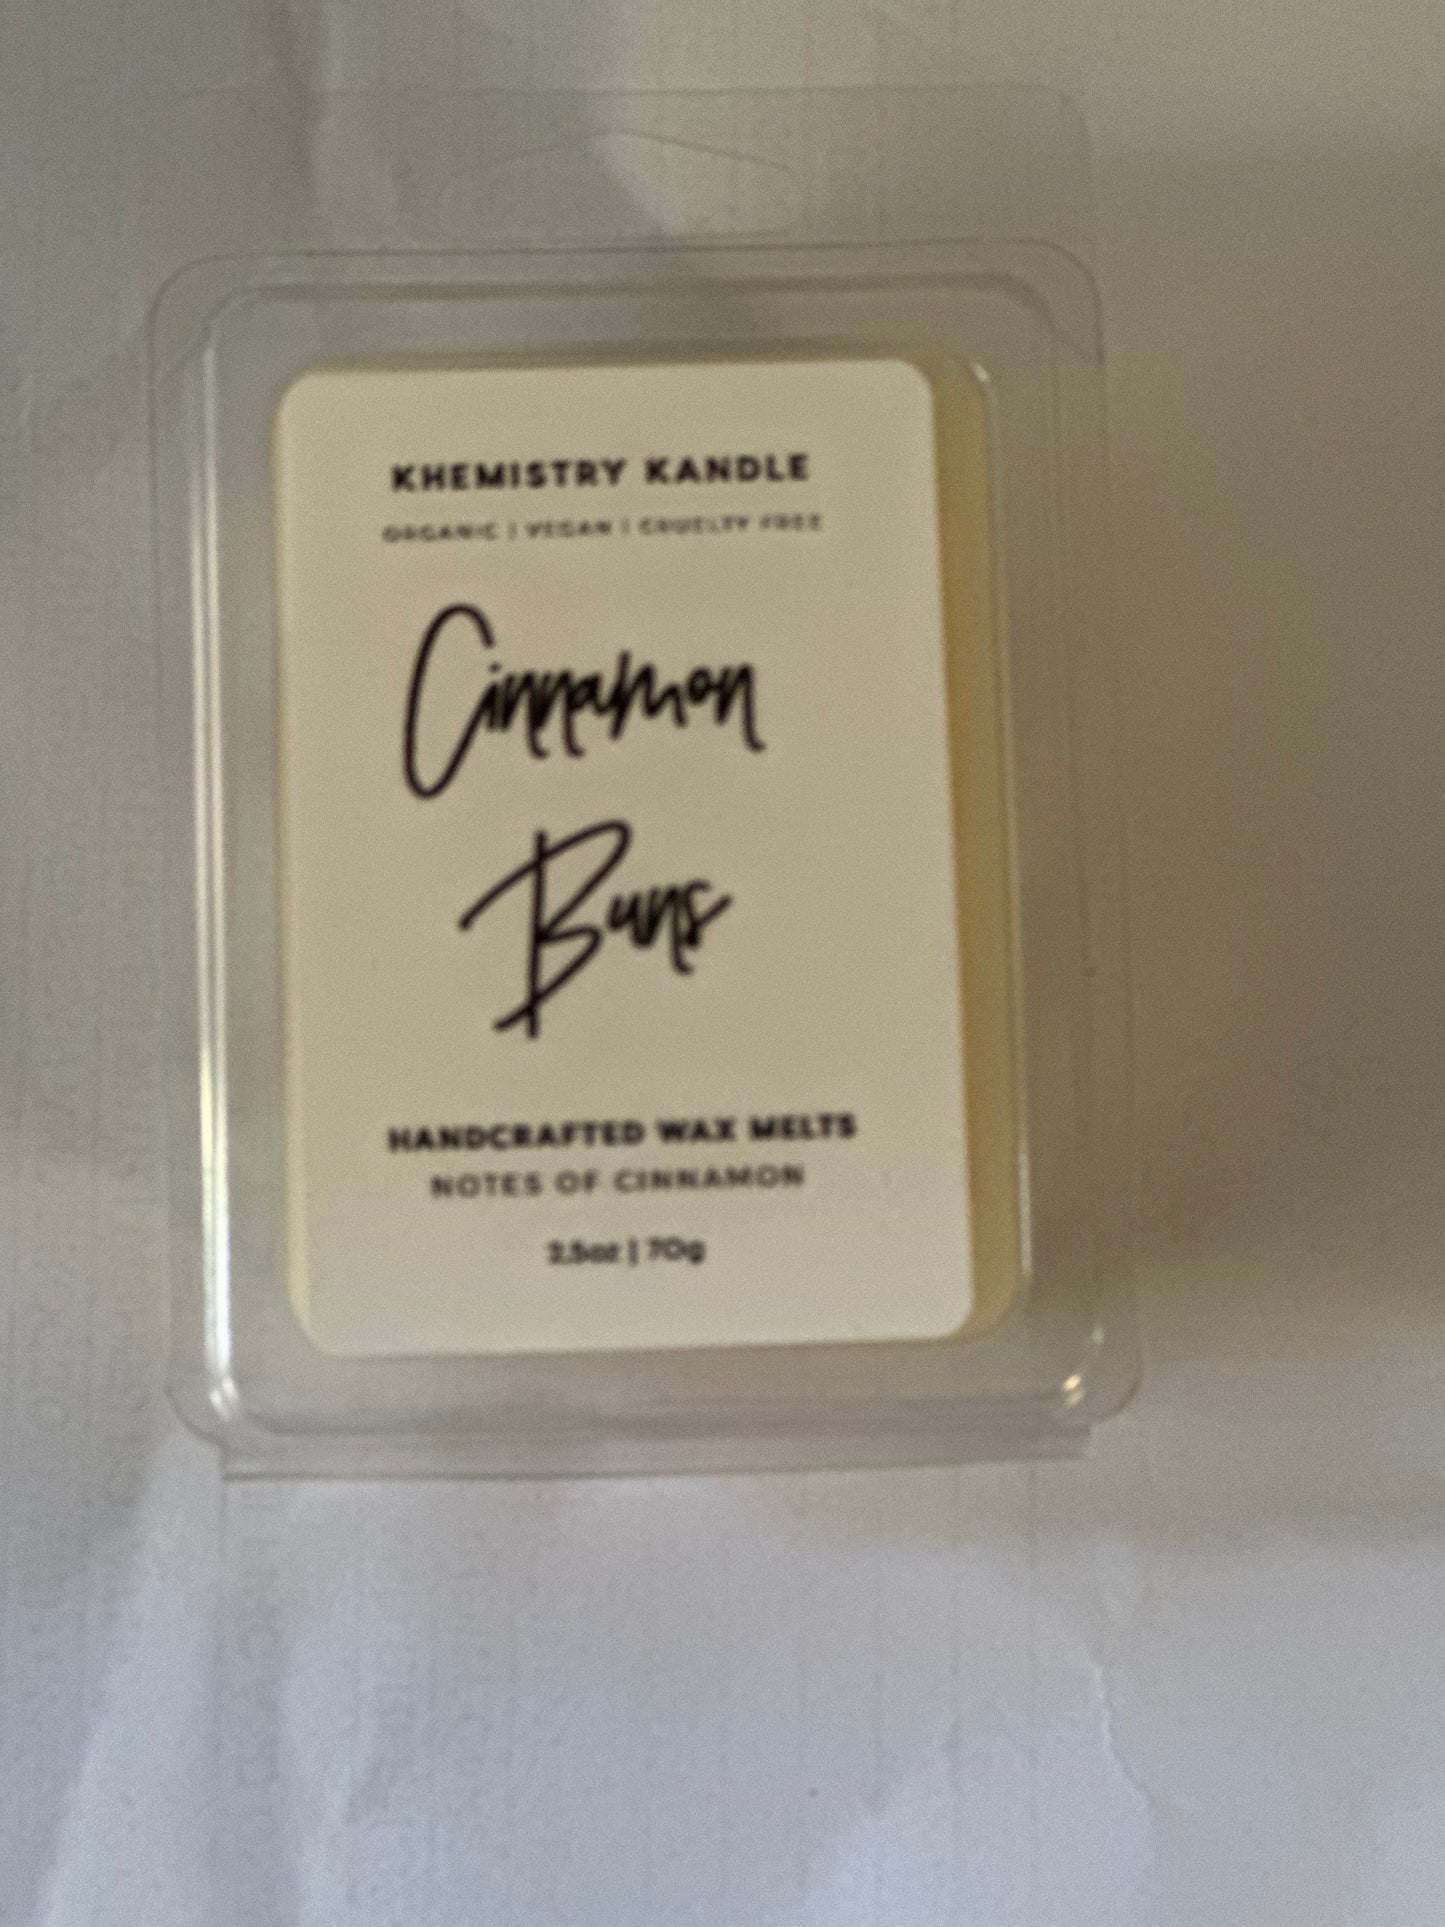 KHEMISTRY KANDLE
ORGANIC | VEGAN | CRUELTY FREE
Cinnamon
Buns
HANDCRAFTED WAX MELTS
NOTES OF CINNAMON
2.5oz | 70g